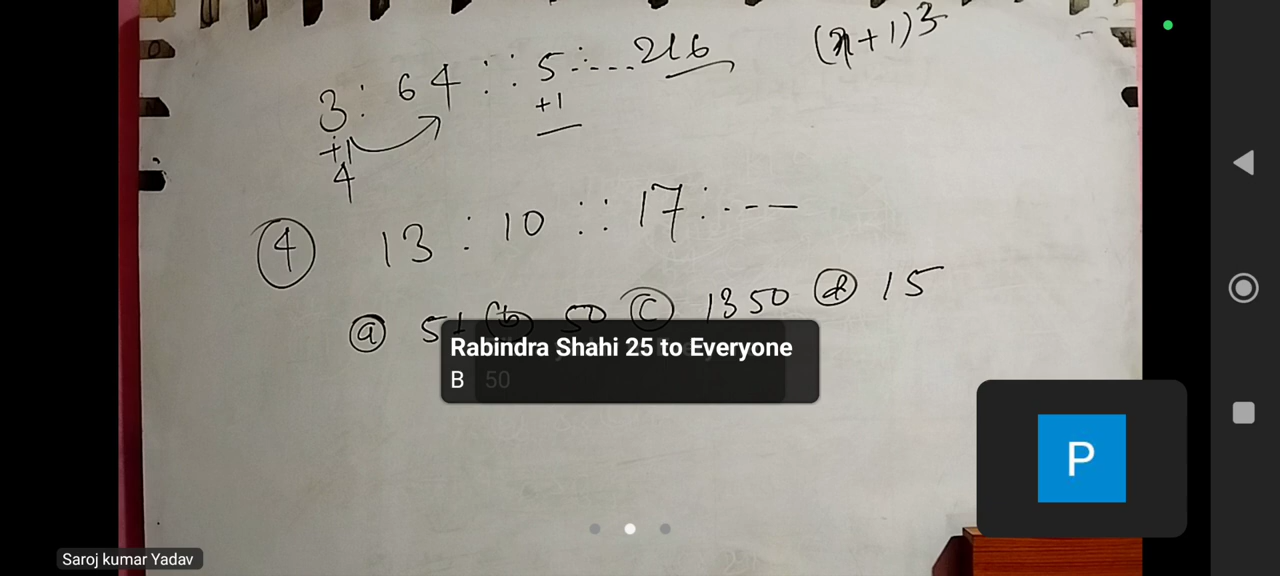 3 : 64 :: 5 : ---- 216 (x+1)³
+1 +1
4
④ 13 : 10 :: 17 : ---
ⓐ 51 ⓑ 50 ⓒ 1350 ⓓ 15
Rabindra Shahi 25 to Everyone
B 50
P
Saroj kumar Yadav